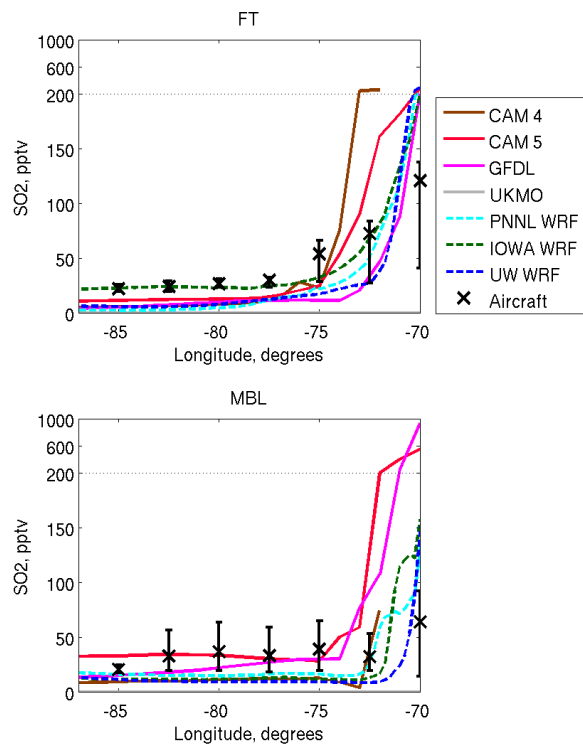 FT
1000
600
200
150
100
50
0
SO2, pptv
-85
-80
-75
-70
Longitude, degrees
CAM 4
CAM 5
GFDL
UKMO
PNNL WRF
IOWA WRF
UW WRF
Aircraft
MBL
1000
600
200
150
100
50
0
SO2, pptv
-85
-80
-75
-70
Longitude, degrees